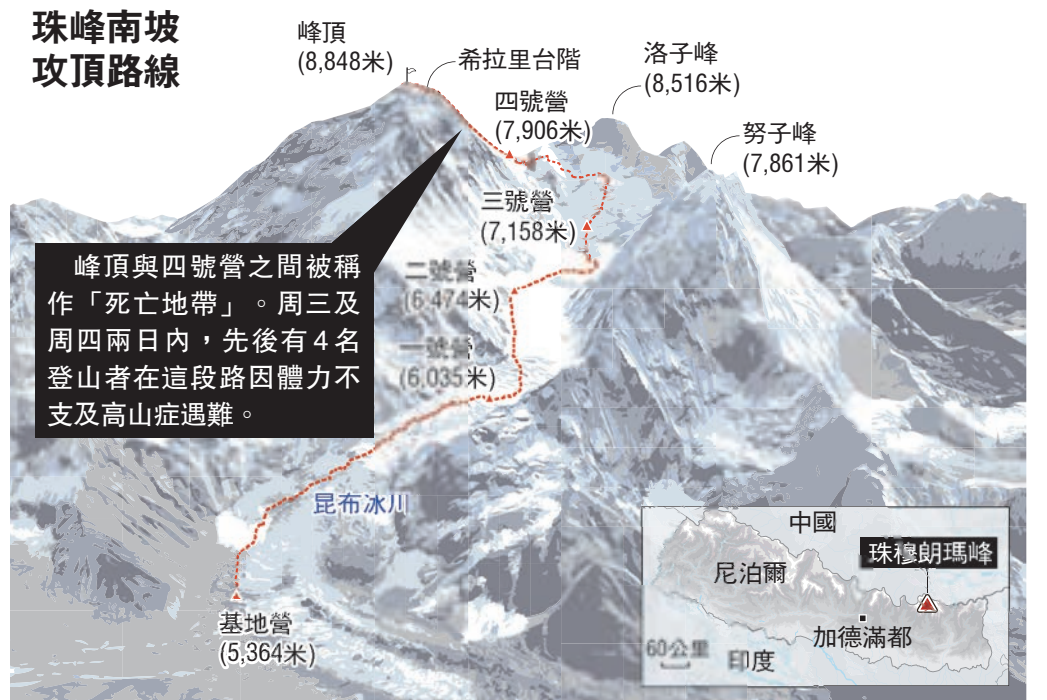 珠峰南坡
攻頂路線
峰頂
(8,848米)
希拉里台階
洛子峰
(8,516米)
四號營
(7,906米)
努子峰
(7,861米)
三號營
(7,158米)
二號營
(6,474米)
一號營
(6,035米)
峰頂與四號營之間被稱
作「死亡地帶」。周三及
周四兩日內，先後有4名
登山者在這段路因體力不
支及高山症遇難。
昆布冰川
基地營
(5,364米)
中國
珠穆朗瑪峰
尼泊爾
加德滿都
60公里
印度